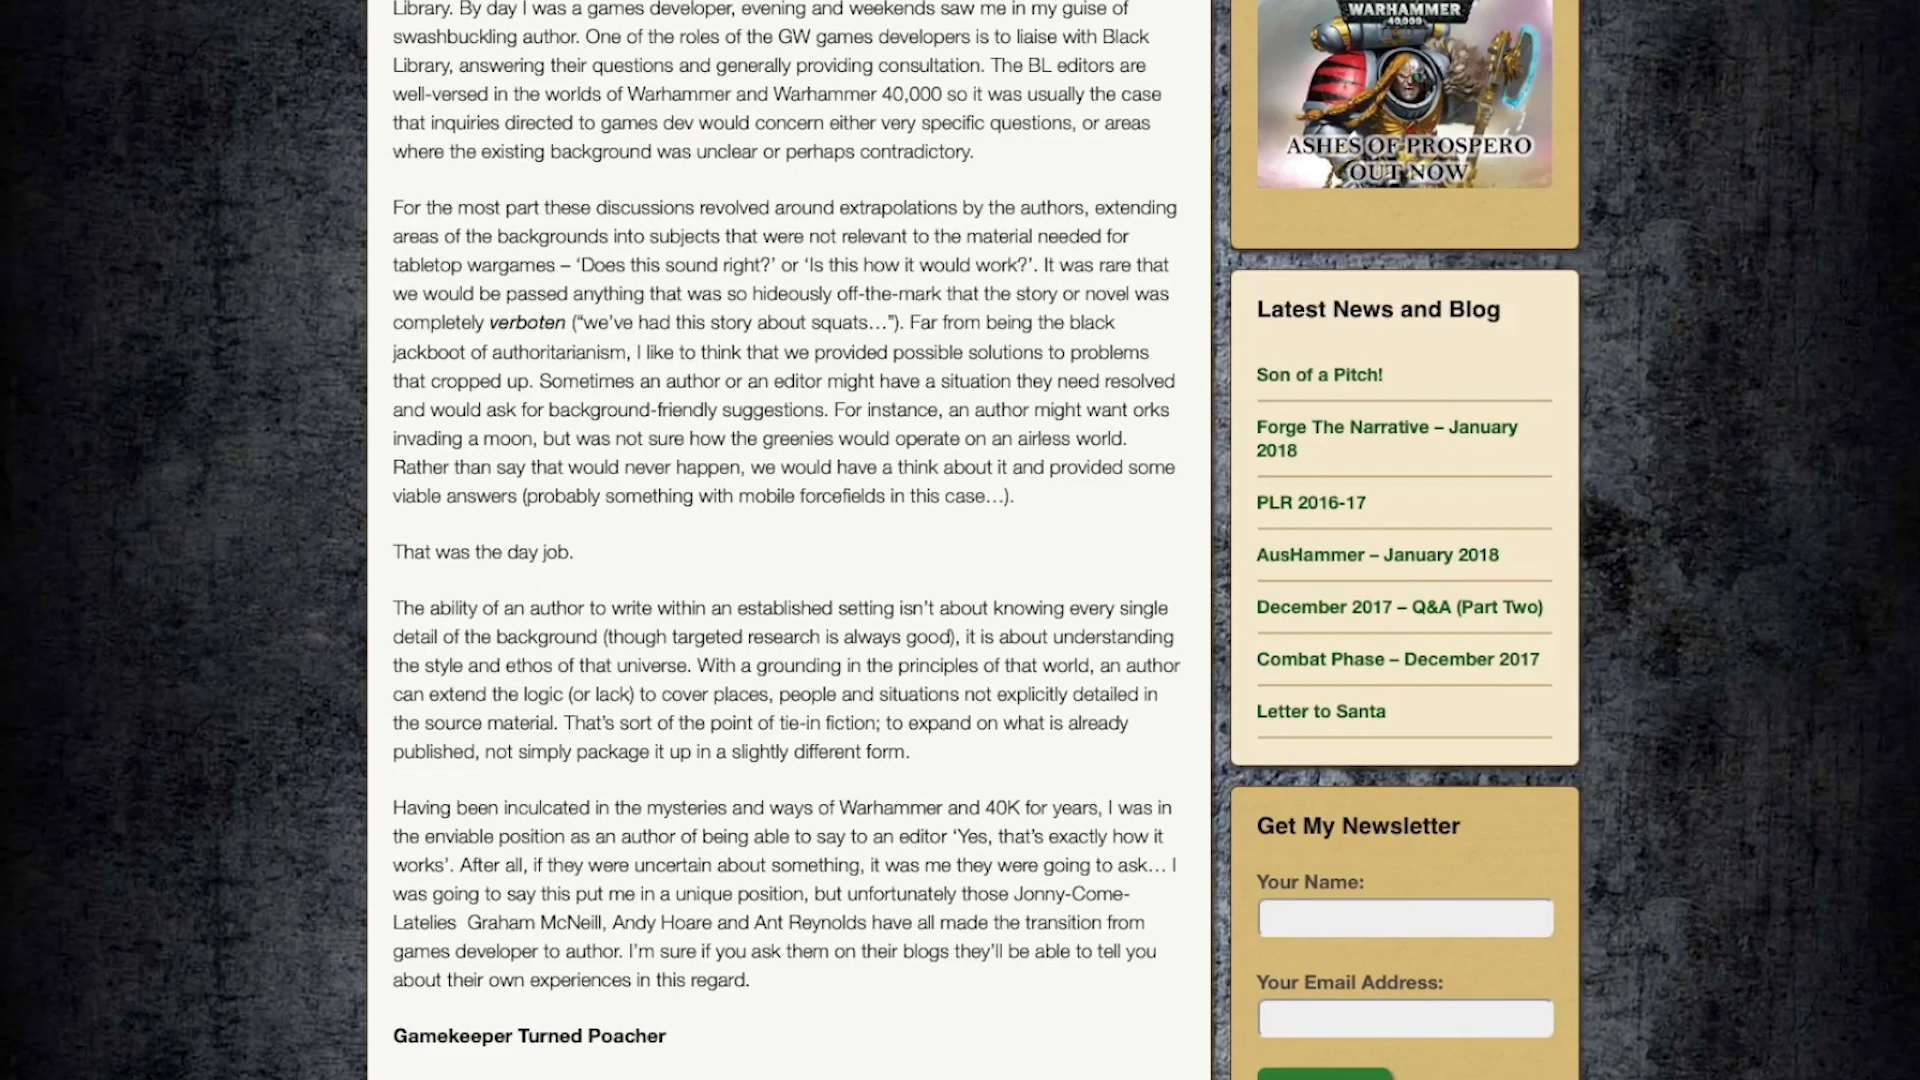 Library. By day I was a games developer, evening and weekends saw me in my guise of
swashbuckling author. One of the roles of the GW games developers is to liaise with Black
Library, answering their questions and generally providing consultation. The BL editors are
well-versed in the worlds of Warhammer and Warhammer 40,000 so it was usually the case
that inquiries directed to games dev would concern either very specific questions, or areas
where the existing background was unclear or perhaps contradictory.
For the most part these discussions revolved around extrapolations by the authors, extending
areas of the backgrounds into subjects that were not relevant to the material needed for
tabletop wargames – ‘Does this sound right?’ or ‘Is this how it would work?’. It was rare that
we would be passed anything that was so hideously off-the-mark that the story or novel was
completely verboten (“we’ve had this story about squats…”). Far from being the black
jackboot of authoritarianism, I like to think that we provided possible solutions to problems
that cropped up. Sometimes an author or an editor might have a situation they need resolved
and would ask for background-friendly suggestions. For instance, an author might want orks
invading a moon, but was not sure how the greenies would operate on an airless world.
Rather than say that would never happen, we would have a think about it and provided some
viable answers (probably something with mobile forcefields in this case…).
That was the day job.
The ability of an author to write within an established setting isn’t about knowing every single
detail of the background (though targeted research is always good), it is about understanding
the style and ethos of that universe. With a grounding in the principles of that world, an author
can extend the logic (or lack) to cover places, people and situations not explicitly detailed in
the source material. That’s sort of the point of tie-in fiction; to expand on what is already
published, not simply package it up in a slightly different form.
Having been inculcated in the mysteries and ways of Warhammer and 40K for years, I was in
the enviable position as an author of being able to say to an editor ‘Yes, that’s exactly how it
works’. After all, if they were uncertain about something, it was me they were going to ask… I
was going to say this put me in a unique position, but unfortunately those Jonny-Come-
Latelies  Graham McNeill, Andy Hoare and Ant Reynolds have all made the transition from
games developer to author. I’m sure if you ask them on their blogs they’ll be able to tell you
about their own experiences in this regard.
Gamekeeper Turned Poacher
WARHAMMER
40,000
ASHES OF PROSPERO
OUT NOW
Latest News and Blog
Son of a Pitch!
Forge The Narrative – January
2018
PLR 2016-17
AusHammer – January 2018
December 2017 – Q&A (Part Two)
Combat Phase – December 2017
Letter to Santa
Get My Newsletter
Your Name:
Your Email Address: